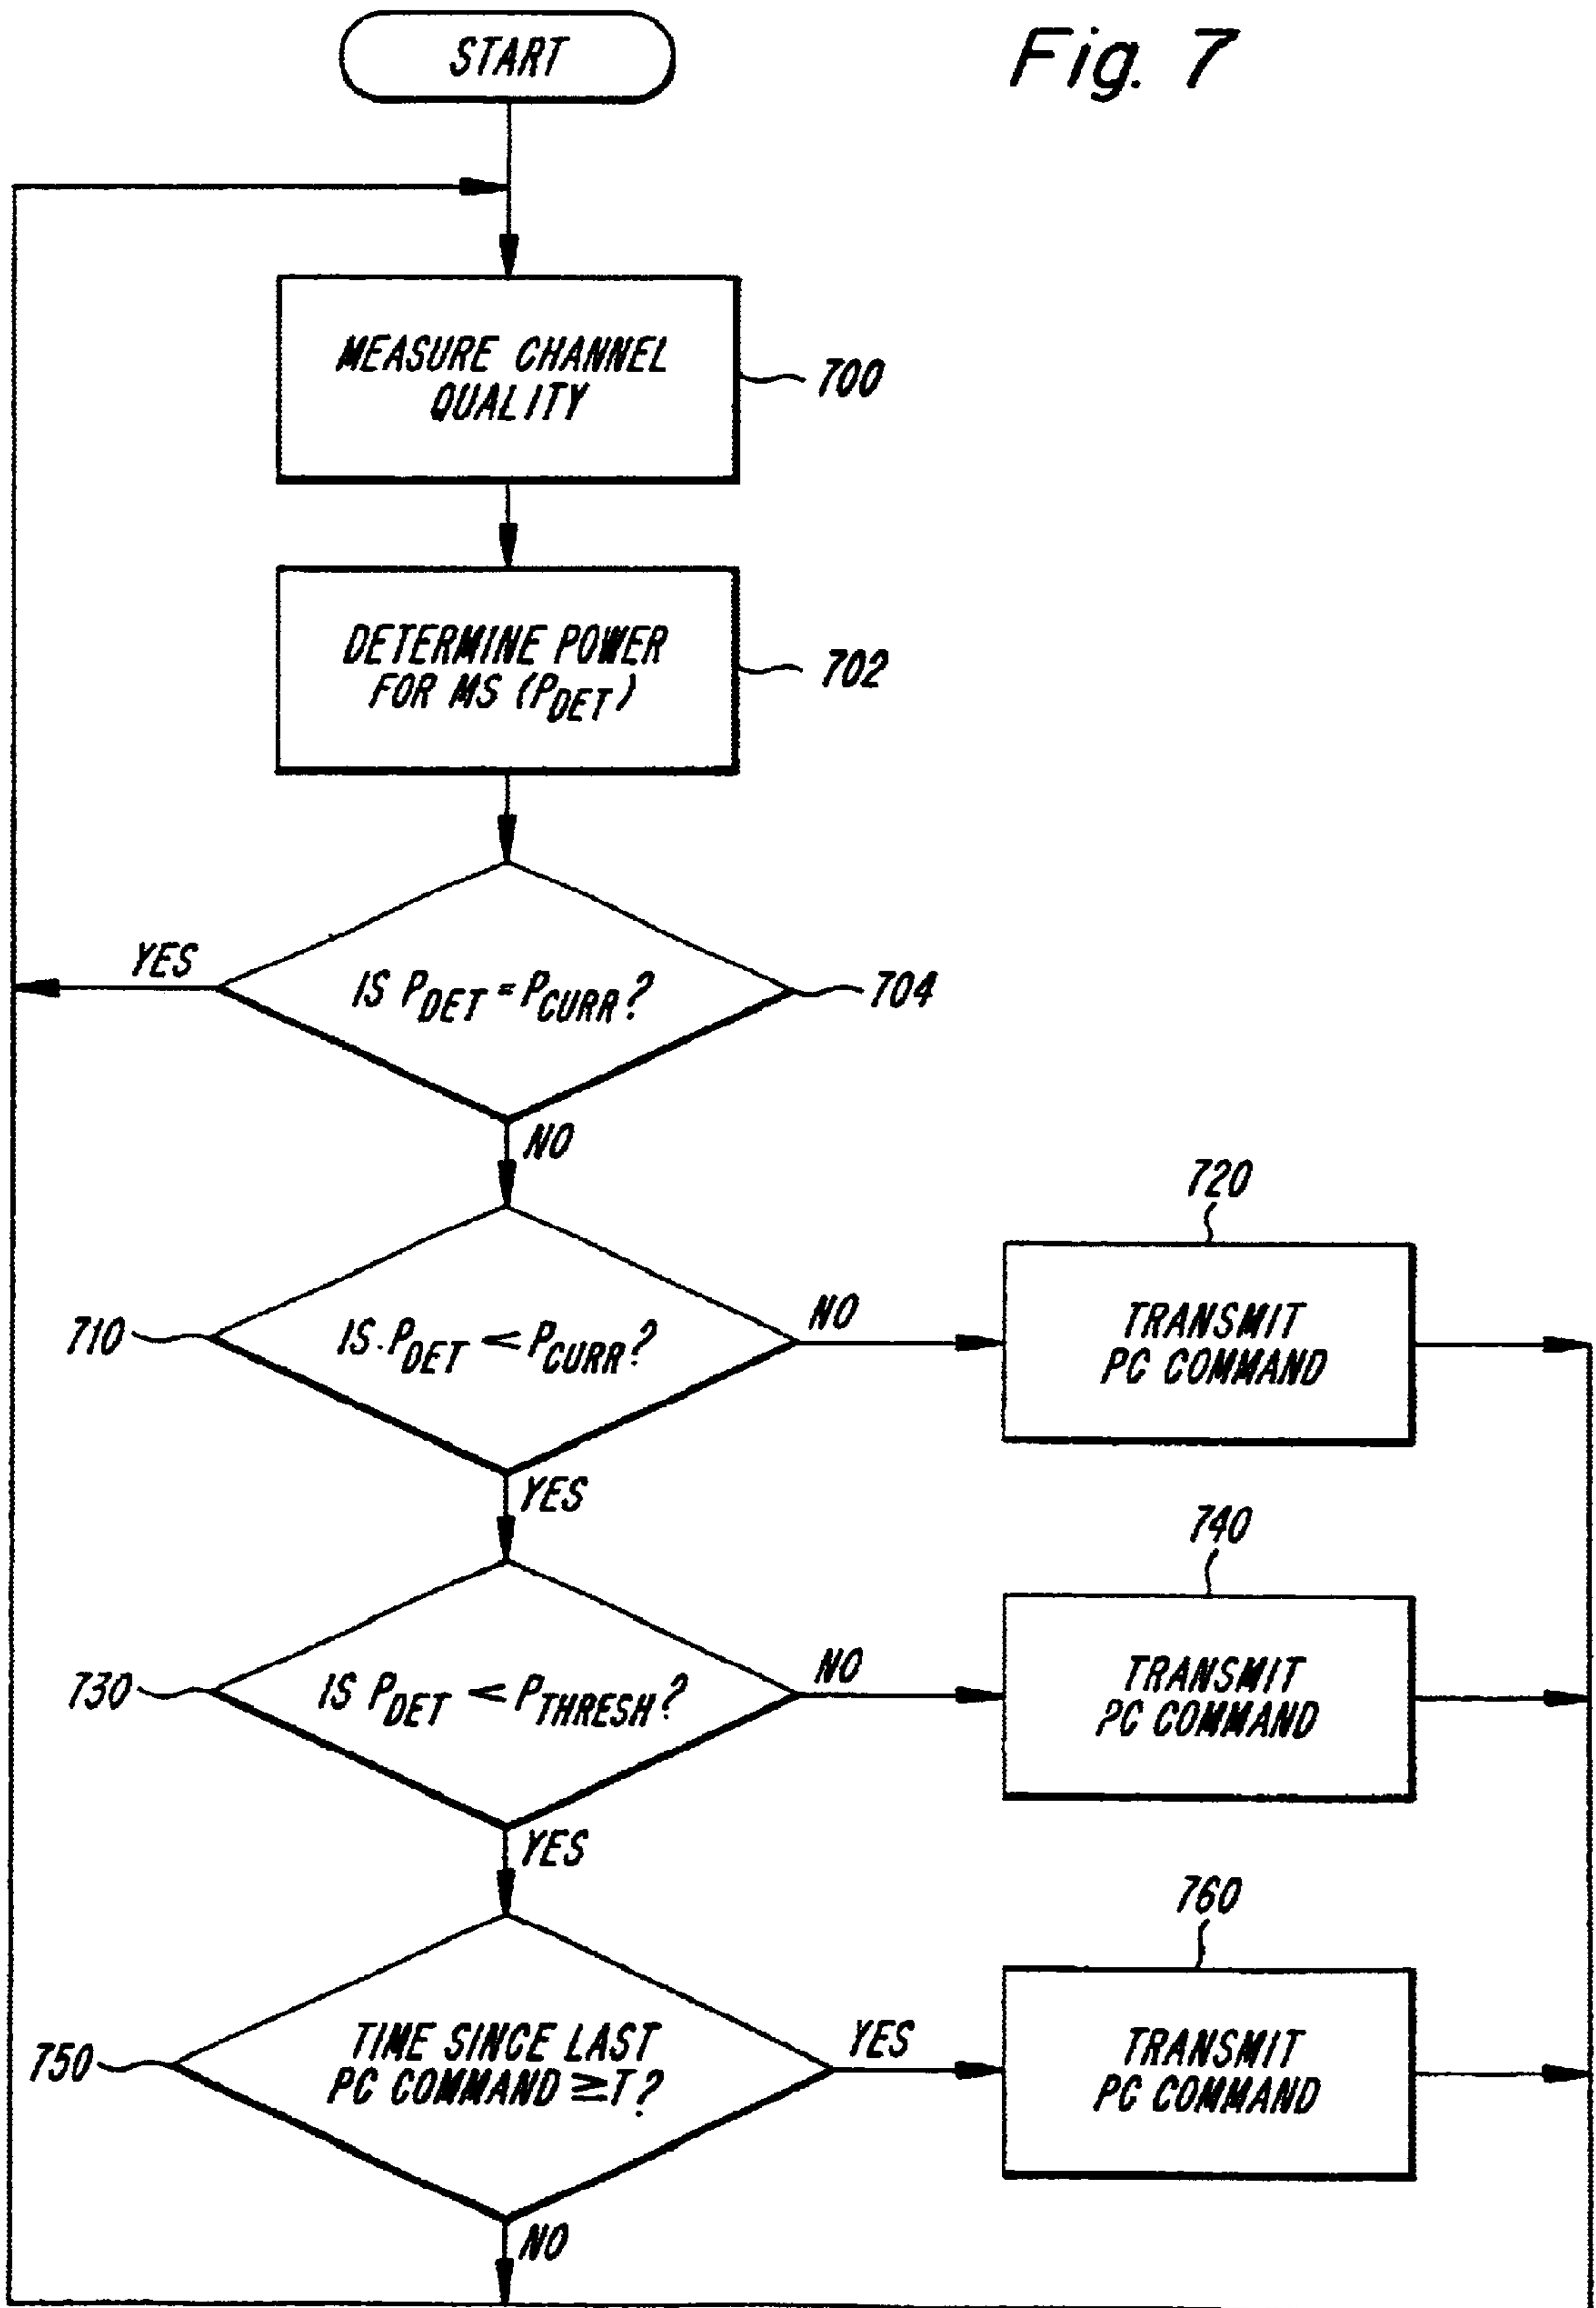 START
Fig. 7
MEASURE CHANNEL
QUALITY
700
DETERMINE POWER
FOR MS (PDET)
702
YES
IS PDET = PCURR?
704
NO
720
710
IS PDET < PCURR?
NO
TRANSMIT
PC COMMAND
YES
740
730
IS PDET < PTHRESH?
NO
TRANSMIT
PC COMMAND
YES
760
750
TIME SINCE LAST
PC COMMAND ≥T?
YES
TRANSMIT
PC COMMAND
NO